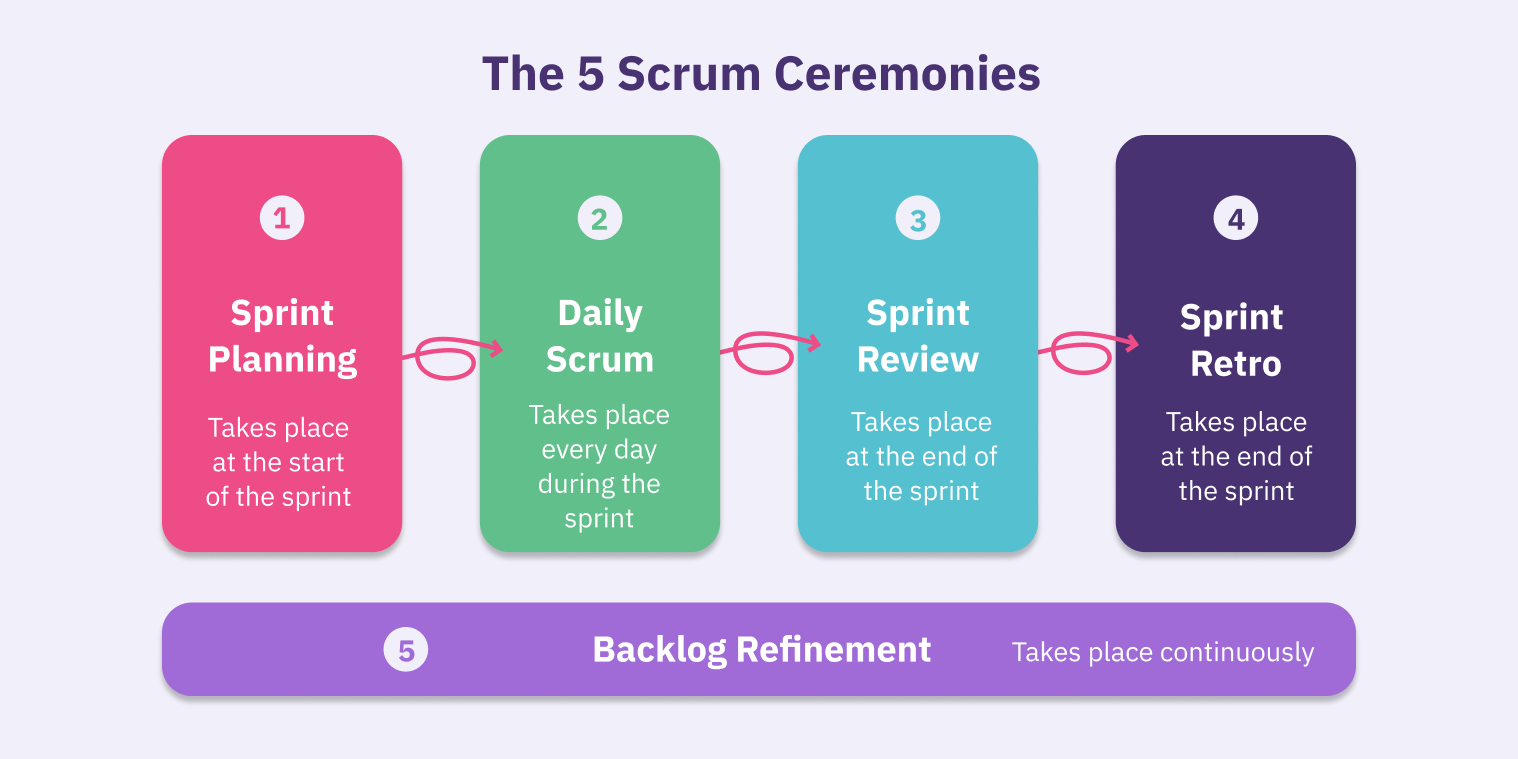 The 5 Scrum Ceremonies
1
Sprint
Planning
Takes place
at the start
of the sprint
2
Daily
Scrum
Takes place
every day
during the
sprint
3
Sprint
Review
Takes place
at the end of
the sprint
4
Sprint
Retro
Takes place
at the end of
the sprint
5
Backlog Refinement
Takes place continuously